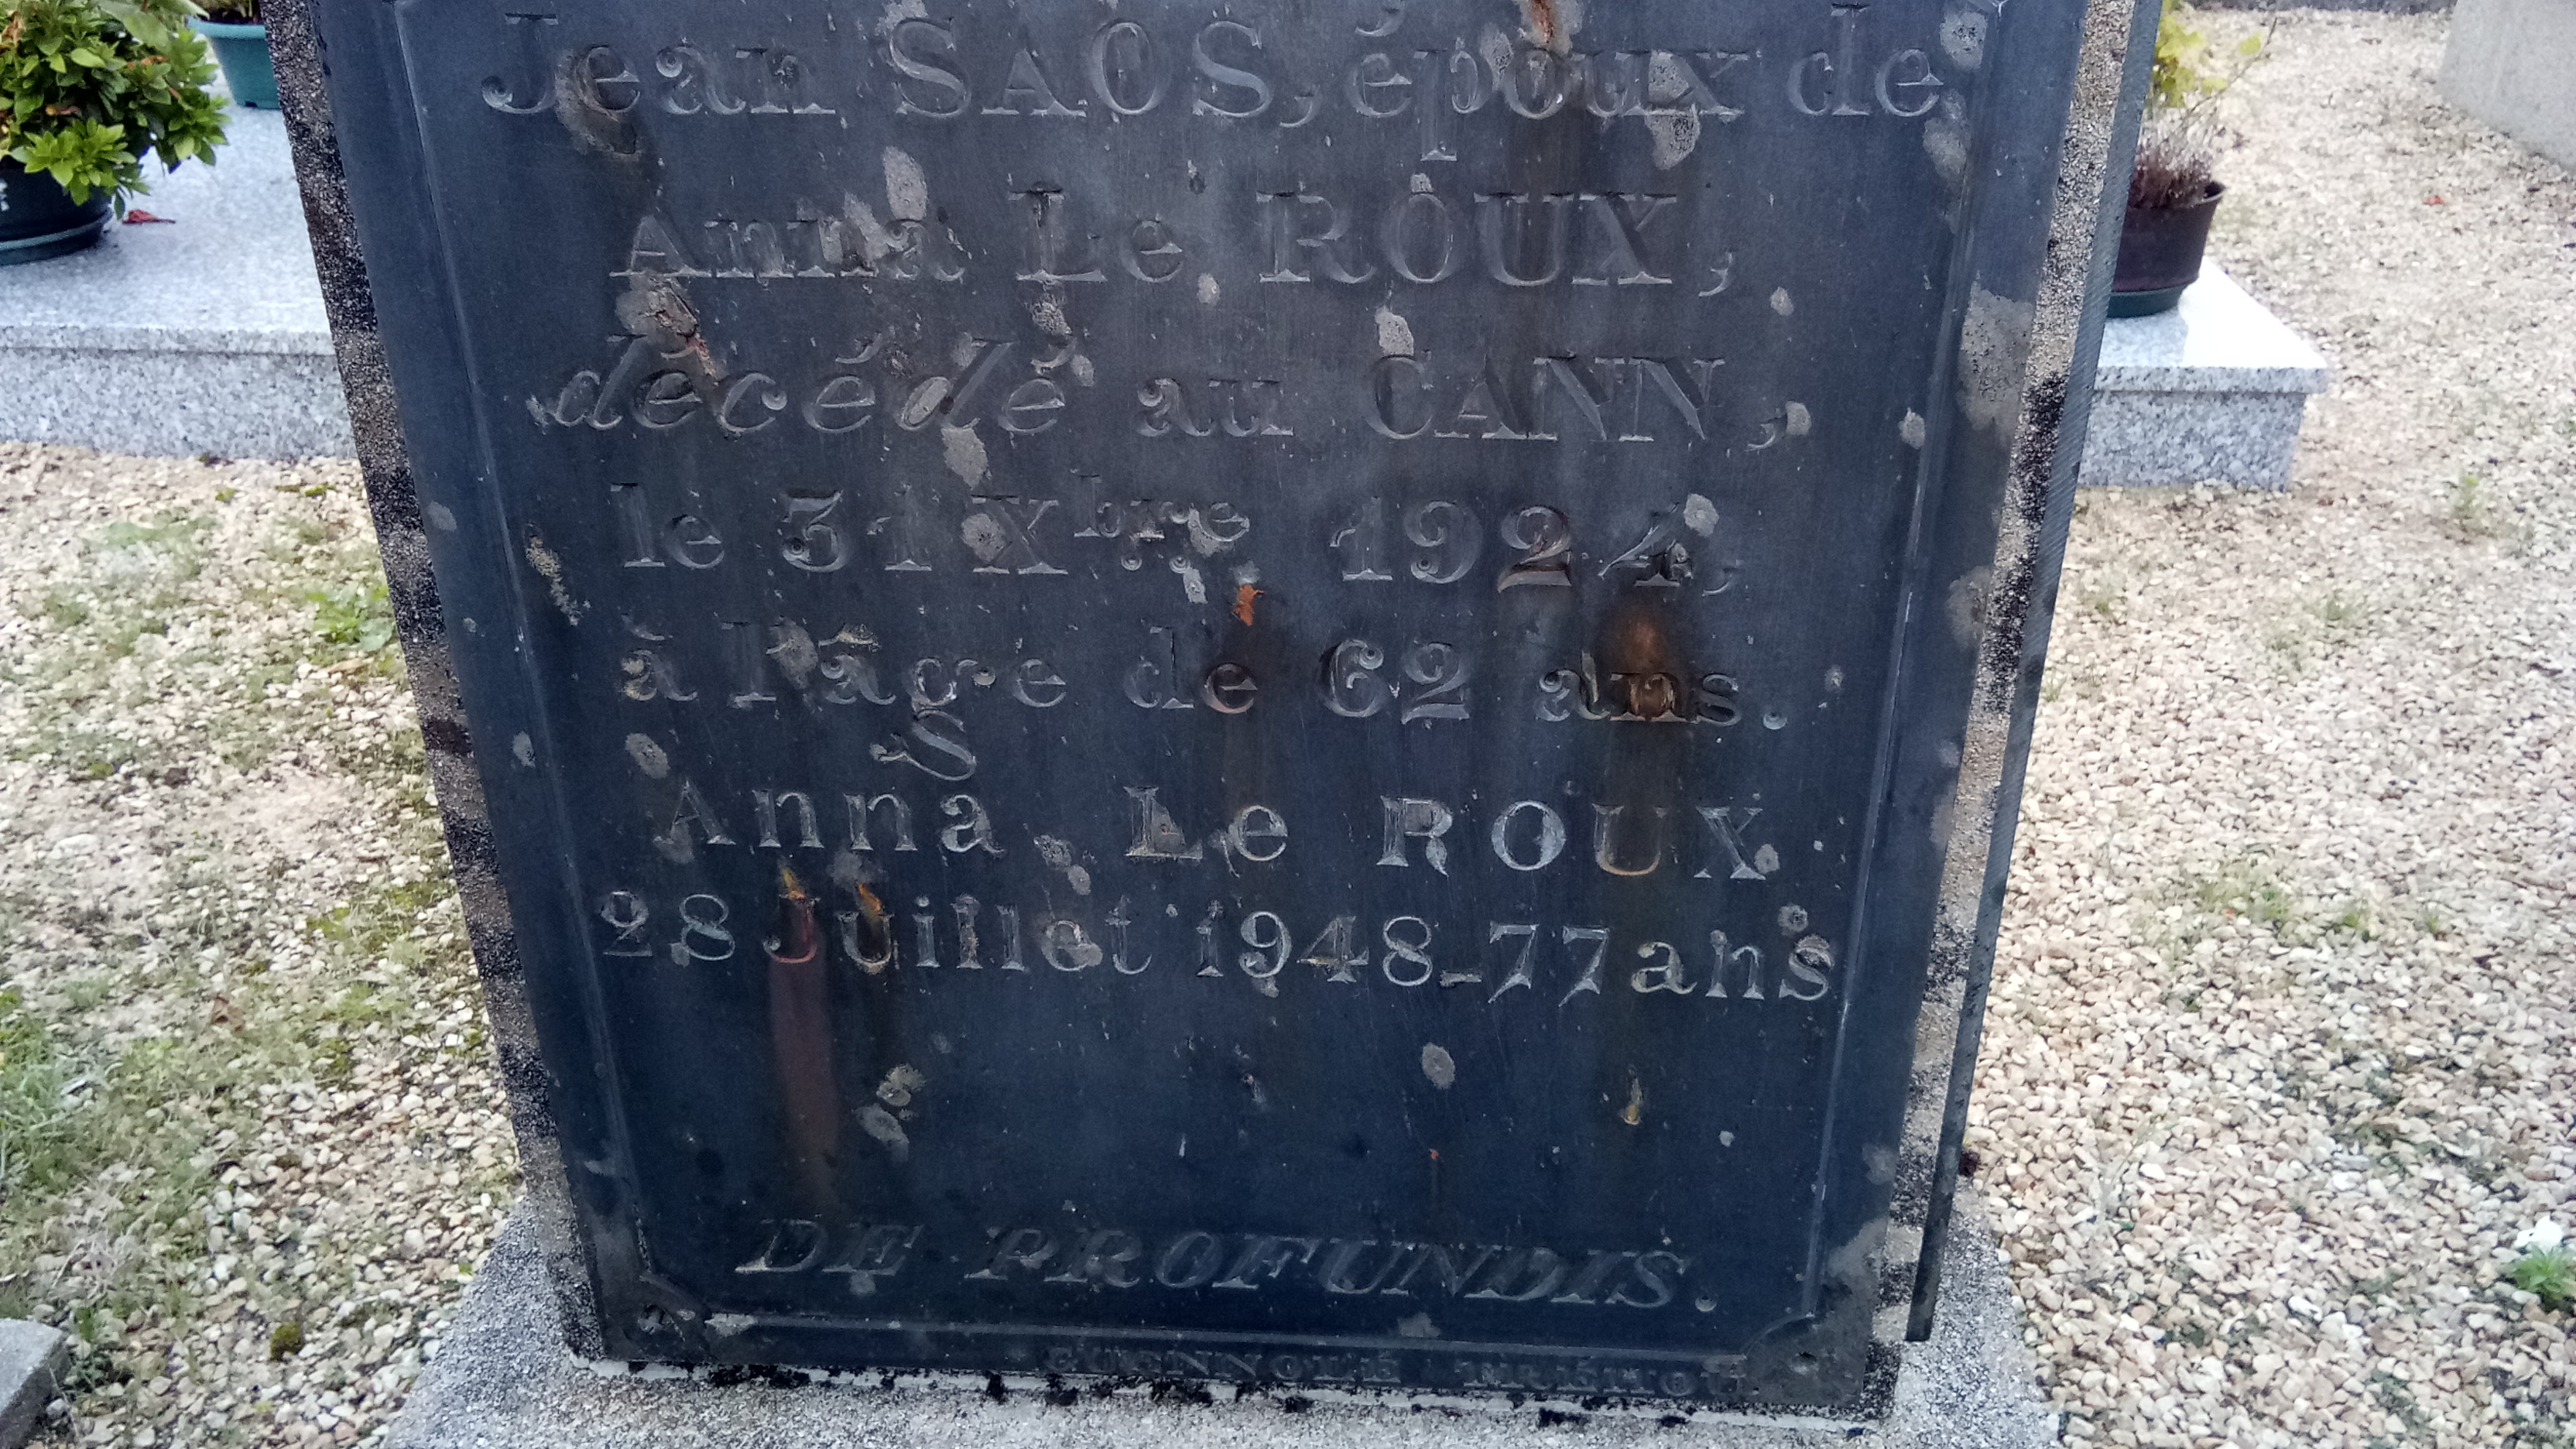 Jean SAOS, époux de
Anna Le ROUX,
décédé au CANN,
le 31 Xbre 1924,
à l'âge de 62 ans.
S
Anna Le ROUX
28 Juillet 1948_77 ans
DE PROFUNDIS.